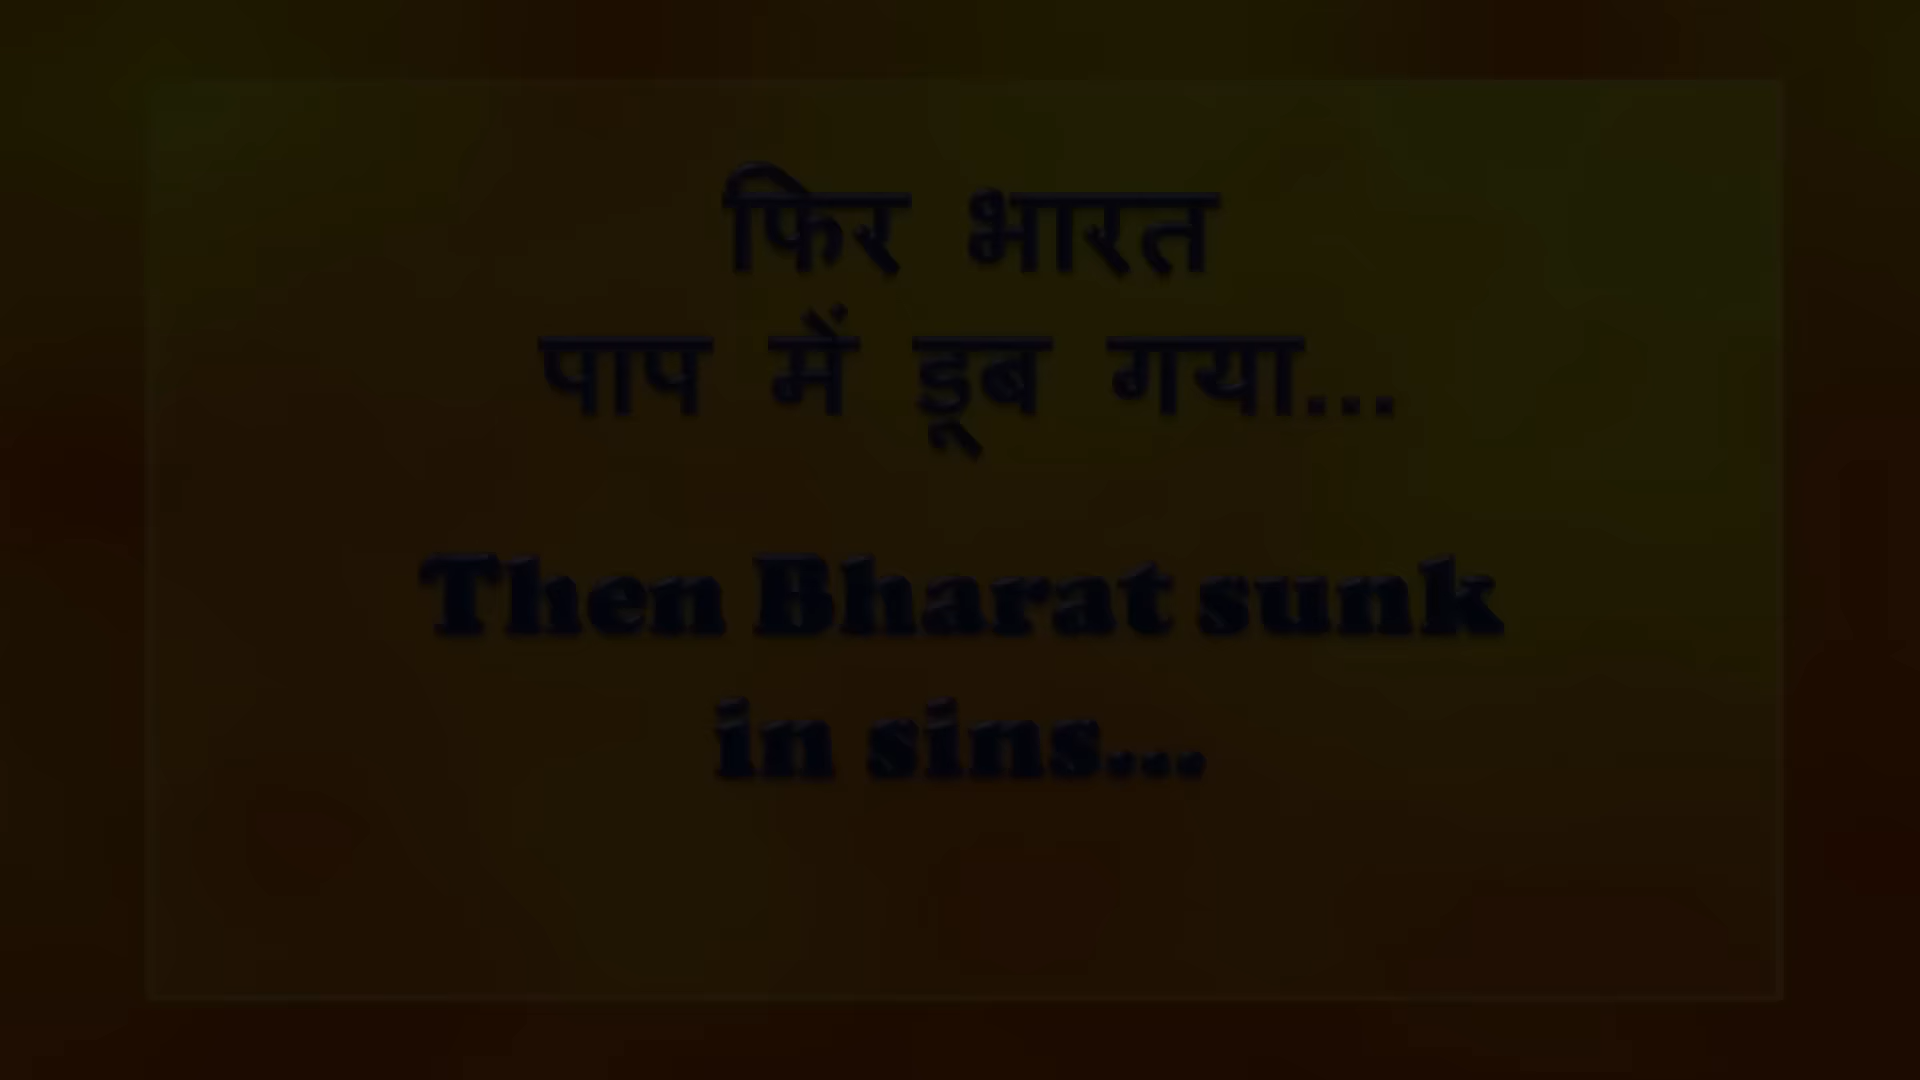 फिर भारत
पाप में डूब गया...
Then Bharat sunk
in sins...